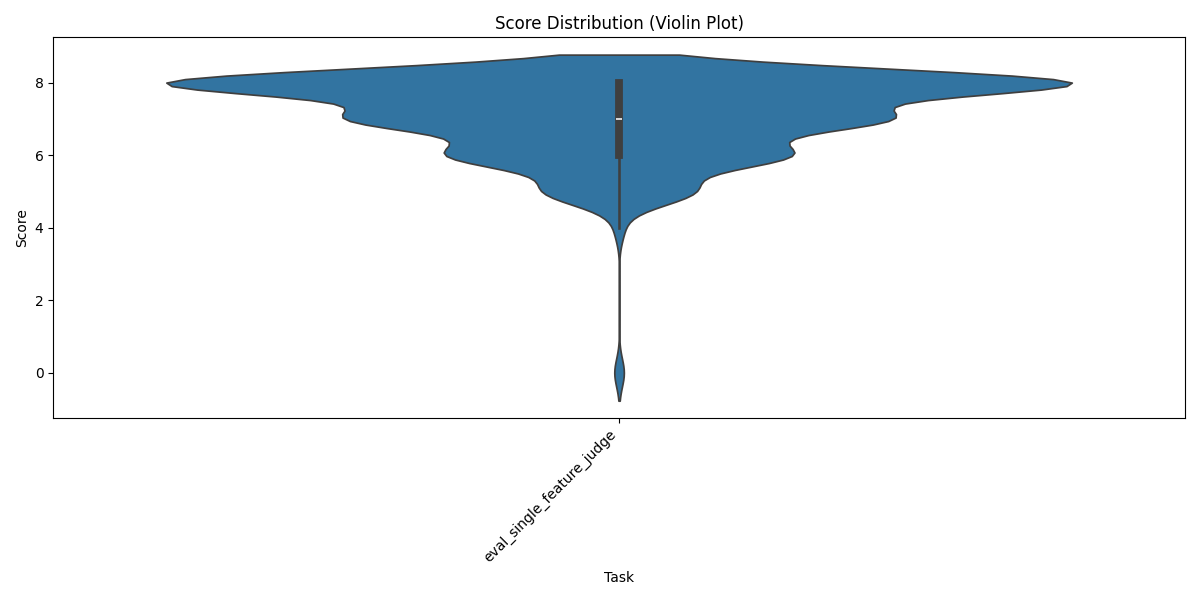 Score Distribution (Violin Plot)
8
6
4
2
0
Score
eval_single_feature_judge
Task